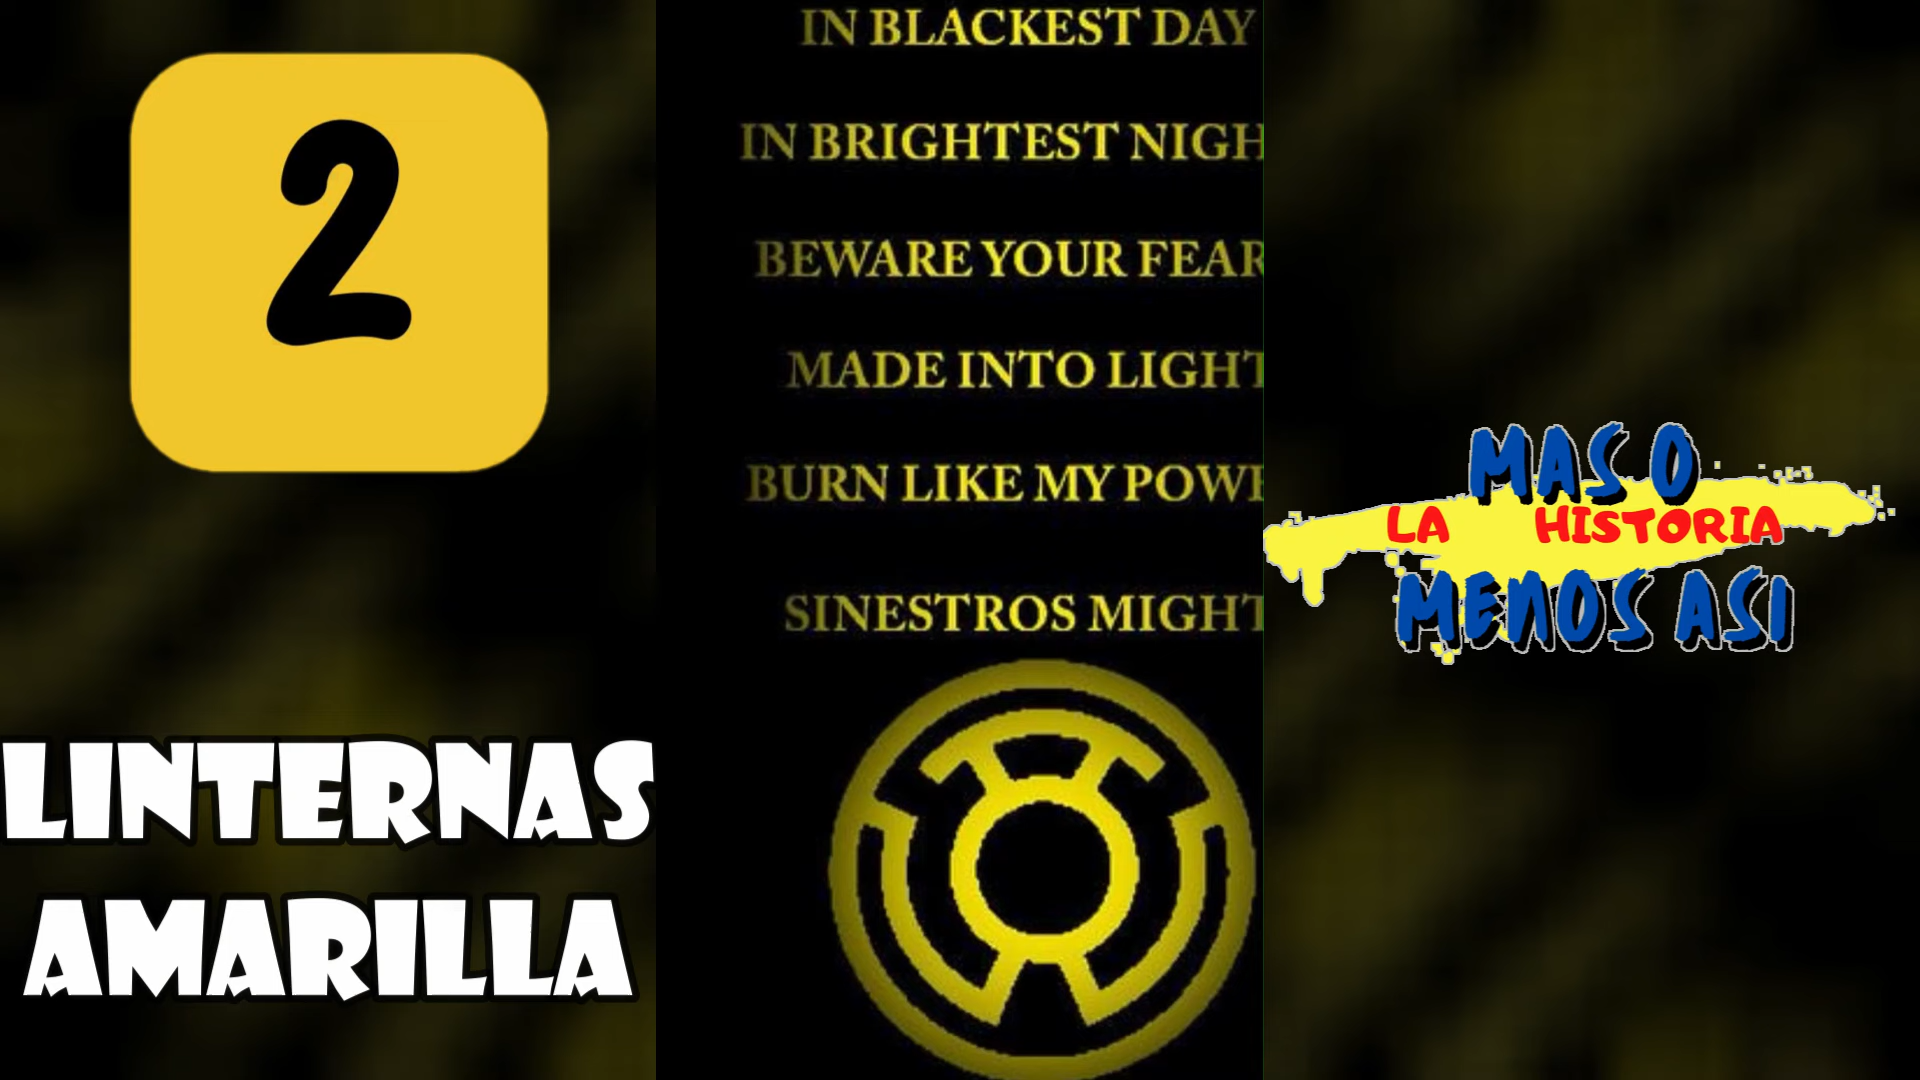 2
LINTERNAS
AMARILLA
IN BLACKEST DAY
IN BRIGHTEST NIGH
BEWARE YOUR FEAR
MADE INTO LIGHT
BURN LIKE MY POWE
SINESTROS MIGHT
MAS O
LA HISTORIA
MENOS ASI